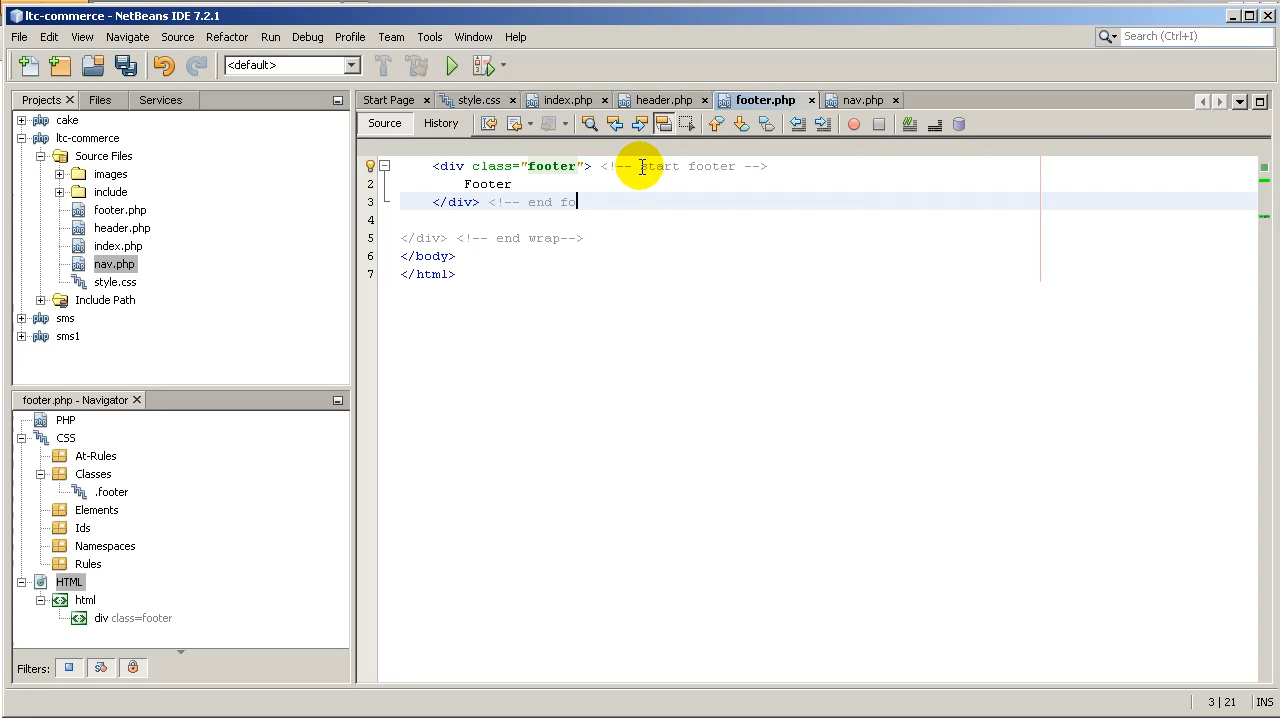 ltc-commerce - NetBeans IDE 7.2.1
File Edit View Navigate Source Refactor Run Debug Profile Team Tools Window Help
Search (Ctrl+I)
<default>
Projects Files Services
cake
ltc-commerce
Source Files
images
include
footer.php
header.php
index.php
nav.php
style.css
Include Path
sms
sms1
footer.php - Navigator
PHP
CSS
At-Rules
Classes
.footer
Elements
Ids
Namespaces
Rules
HTML
html
div class=footer
Filters:
Start Page style.css index.php header.php footer.php nav.php
Source History
<div class="footer"> <!-- start footer -->
2 Footer
3 </div> <!-- end fo
4
5 </div> <!-- end wrap-->
6 </body>
7 </html>
3 | 21 INS